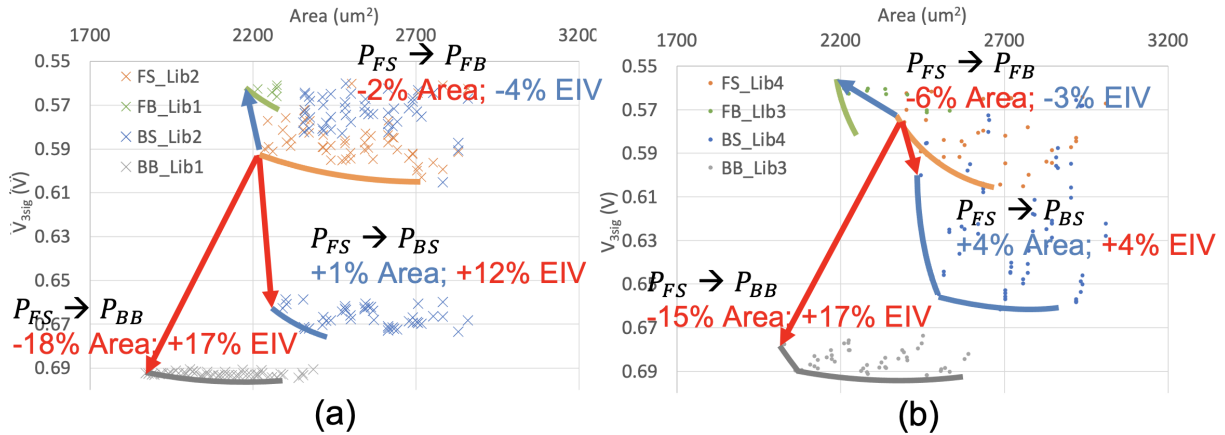 Area (um²)
1700 2200 2700 3200
0.55
0.57
0.59
0.61
0.63
0.65
0.67
0.69
V3sig (V)
FS_Lib2
FB_Lib1
BS_Lib2
BB_Lib1
PFS → PFB
-2% Area; -4% EIV
PFS → PBS
+1% Area; +12% EIV
PFS → PBB
-18% Area; +17% EIV
(a)
Area (um²)
1700 2200 2700 3200
0.55
0.57
0.59
0.61
0.63
0.65
0.67
0.69
V3sig (V)
FS_Lib4
FB_LIb3
BS_Lib4
BB_Lib3
PFS → PFB
-6% Area; -3% EIV
PFS → PBS
+4% Area; +4% EIV
PFS → PBB
-15% Area; +17% EIV
(b)